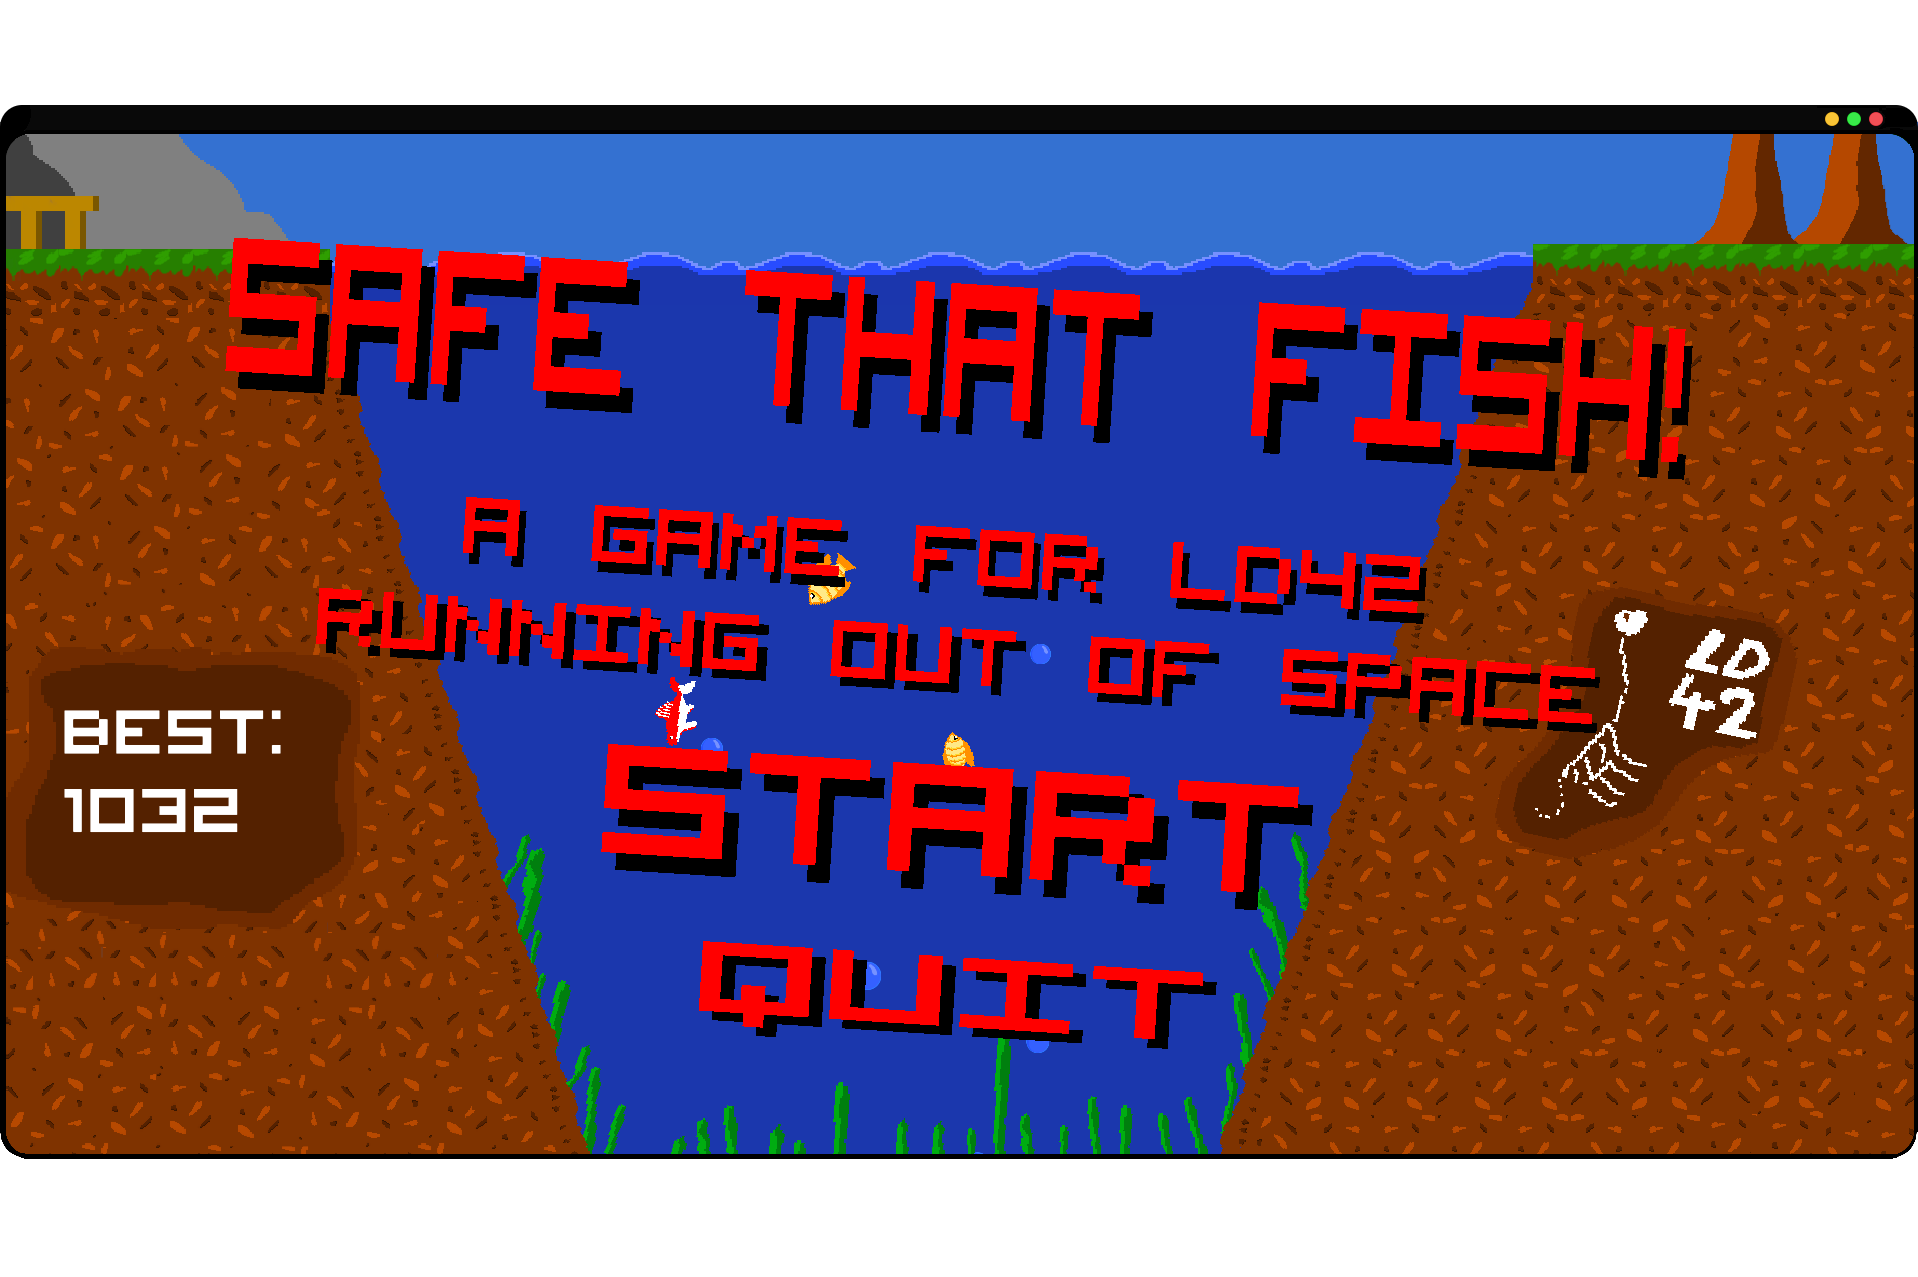 SAFE THAT FISH!
A GAME FOR LD42
RUNNING OUT OF SPACE
LD
42
BEST:
1032
START
QUIT